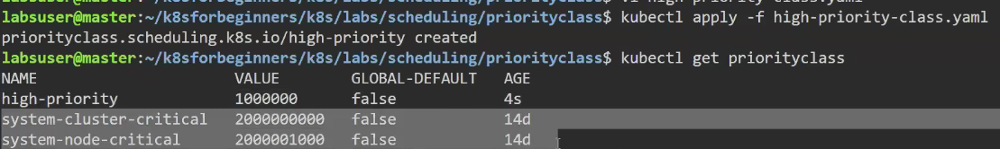 labsuser@master:~/k8sforbeginners/k8s/labs/scheduling/priorityclass$ kubectl apply -f high-priority-class.yaml
priorityclass.scheduling.k8s.io/high-priority created
labsuser@master:~/k8sforbeginners/k8s/labs/scheduling/priorityclass$ kubectl get priorityclass
NAME VALUE GLOBAL-DEFAULT AGE
high-priority 1000000 false 4s
system-cluster-critical 2000000000 false 14d
system-node-critical 2000001000 false 14d